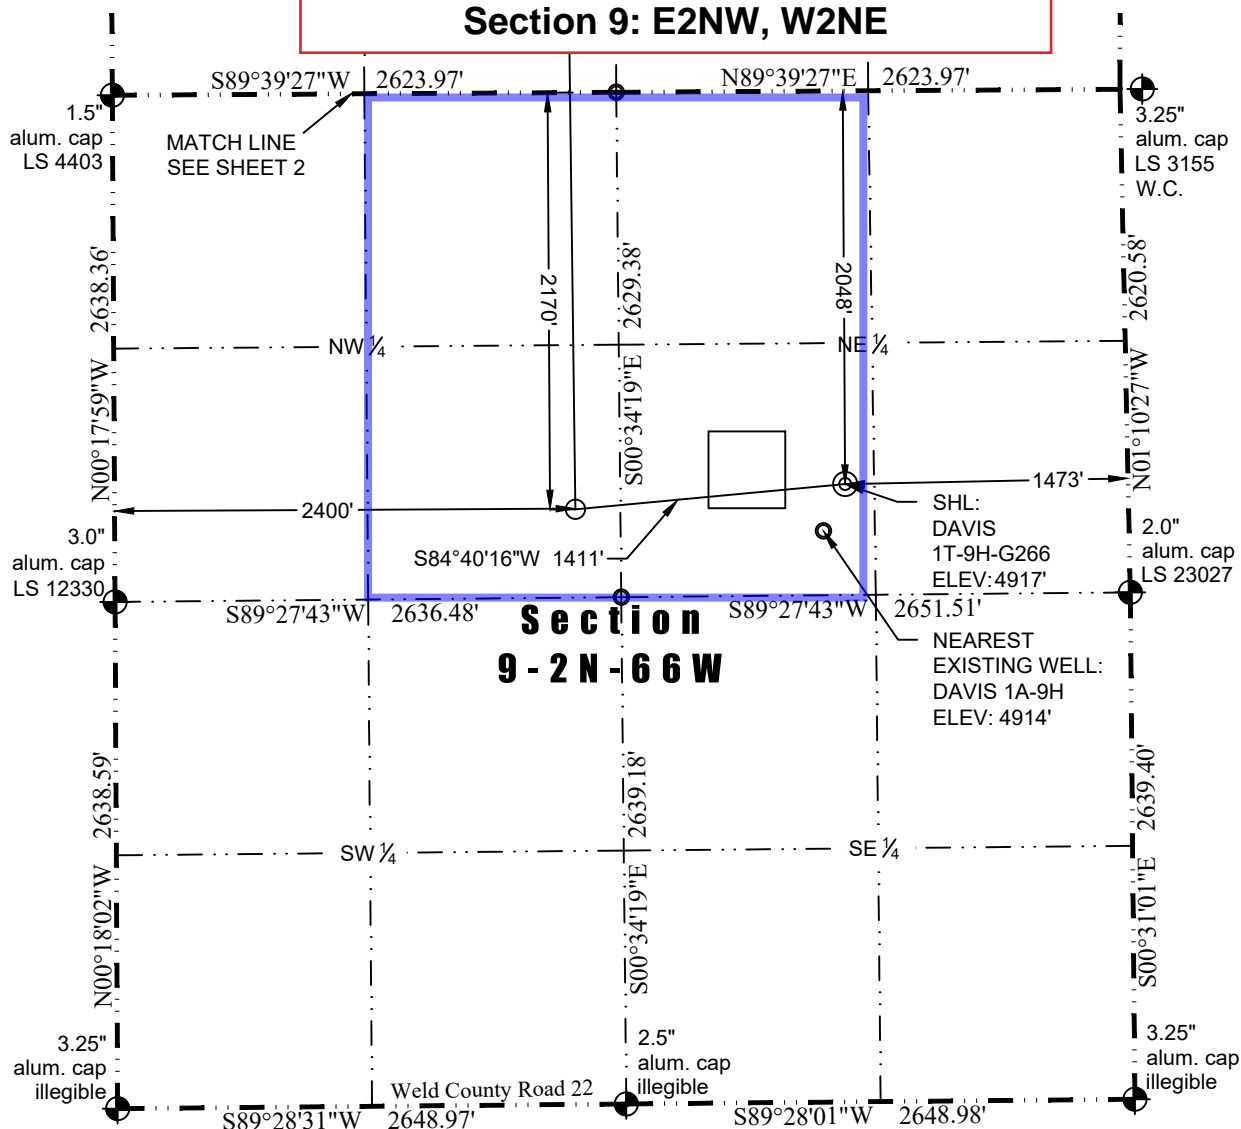 Section 9: E2NW, W2NE
S89°39'27"W 2623.97'
N89°39'27"E 2623.97'
1.5"
alum. cap
LS 4403
MATCH LINE
SEE SHEET 2
3.25"
alum. cap
LS 3155
W.C.
2638.36'
2170'
2629.38'
2048'
2620.58'
NW 1/4
NE 1/4
N00°17'59"W
S00°34'19"E
N01°10'27"W
2400'
1473'
S84°40'16"W 1411'
SHL:
DAVIS
1T-9H-G266
ELEV:4917'
3.0"
alum. cap
LS 12330
2.0"
alum. cap
LS 23027
S89°27'43"W 2636.48'
S89°27'43"W 2651.51'
Section
9-2N-66W
NEAREST
EXISTING WELL:
DAVIS 1A-9H
ELEV: 4914'
2638.59'
2639.18'
2639.40'
SW 1/4
SE 1/4
N00°18'02"W
S00°34'19"E
S00°31'01"E
3.25"
alum. cap
illegible
2.5"
alum. cap
illegible
3.25"
alum. cap
illegible
Weld County Road 22
S89°28'31"W 2648.97'
S89°28'01"W 2648.98'